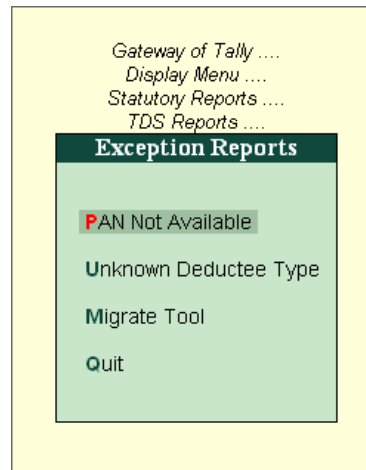 Gateway of Tally ....
Display Menu ....
Statutory Reports ....
TDS Reports ....
Exception Reports
PAN Not Available
Unknown Deductee Type
Migrate Tool
Quit